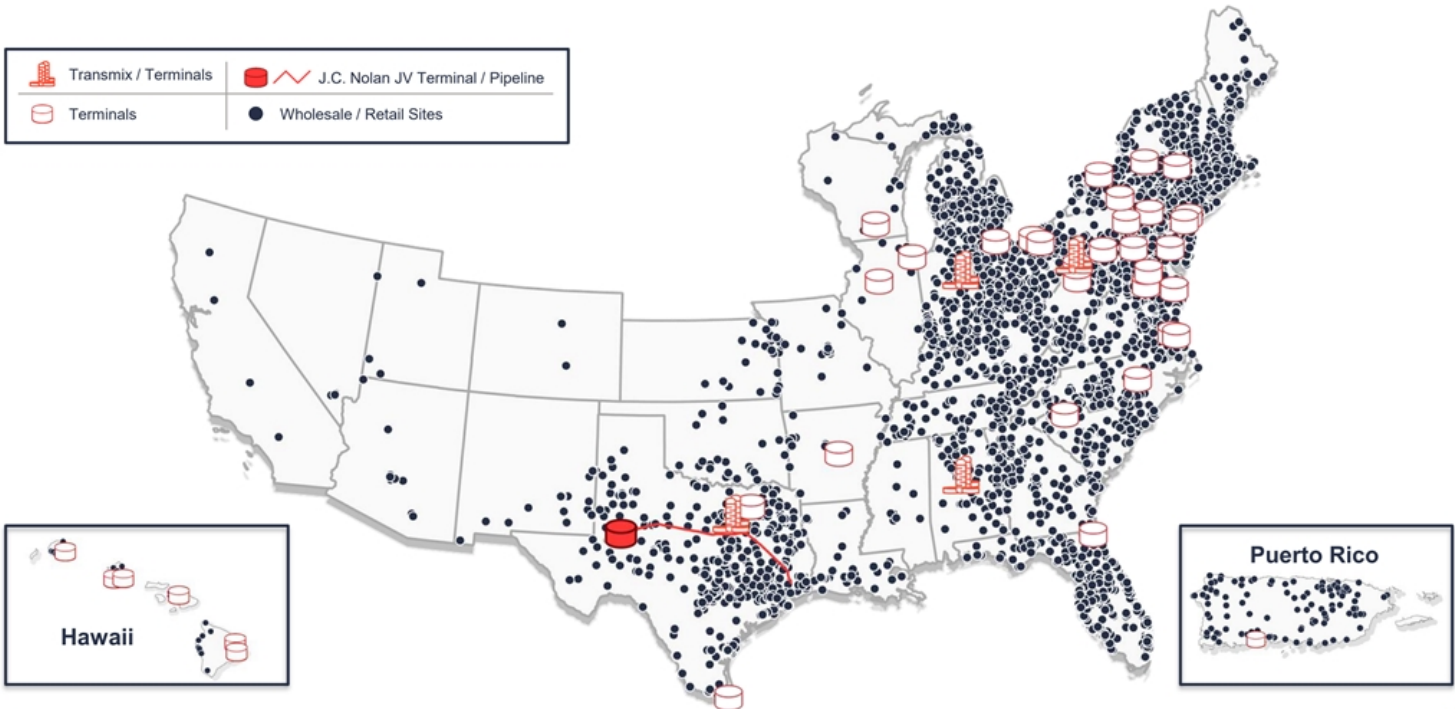 Transmix / Terminals
J.C. Nolan JV Terminal / Pipeline
Terminals
Wholesale / Retail Sites
Hawaii
Puerto Rico